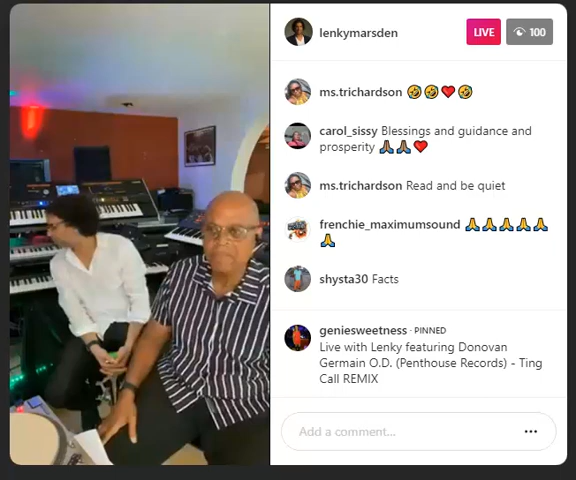 lenkymarsden LIVE 100
ms.trichardson 🤣🤣❤️🤣
carol_sissy Blessings and guidance and
prosperity 🙏🏾🙏🏾❤️
ms.trichardson Read and be quiet
frenchie_maximumsound 🙏🙏🙏🙏🙏
🙏
shysta30 Facts
geniesweetness · PINNED
Live with Lenky featuring Donovan
Germain O.D. (Penthouse Records) - Ting
Call REMIX
Add a comment...